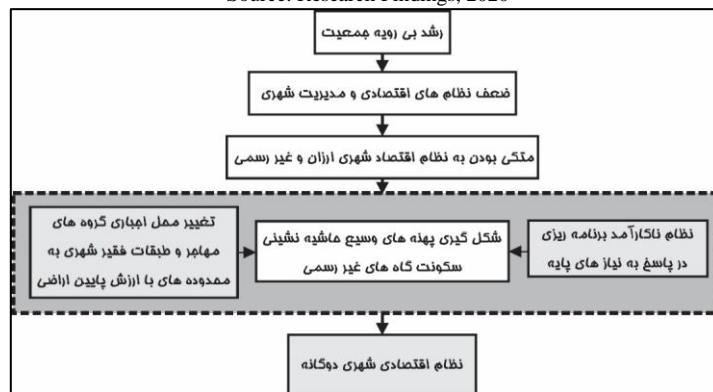 Source: Research Findings, 2020
رشد بی رویه جمعیت
ضعف نظام های اقتصادی و مدیریت شهری
متکی بودن به نظام اقتصاد شهری ارزان و غیر رسمی
نظام ناکارآمد برنامه ریزی
در پاسخ به نیاز های پایه
شکل گیری پهنه های وسیع حاشیه نشینی
سکونت گاه های غیر رسمی
تغییر محل اجباری گروه های
مهاجر و طبقات فقیر شهری به
محدوده های با ارزش پایین اراضی
نظام اقتصادی شهری دوگانه